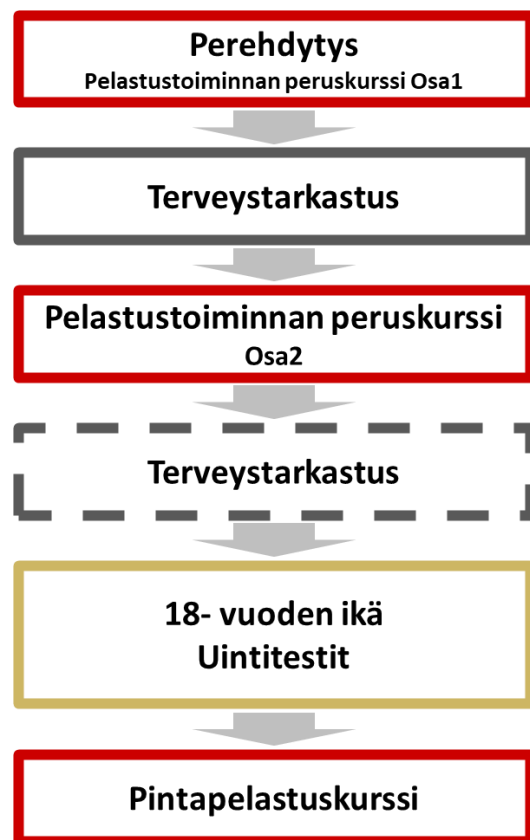 Perehdytys
Pelastustoiminnan peruskurssi Osa1
Terveystarkastus
Pelastustoiminnan peruskurssi
Osa2
Terveystarkastus
18- vuoden ikä
Uintitestit
Pintapelastuskurssi